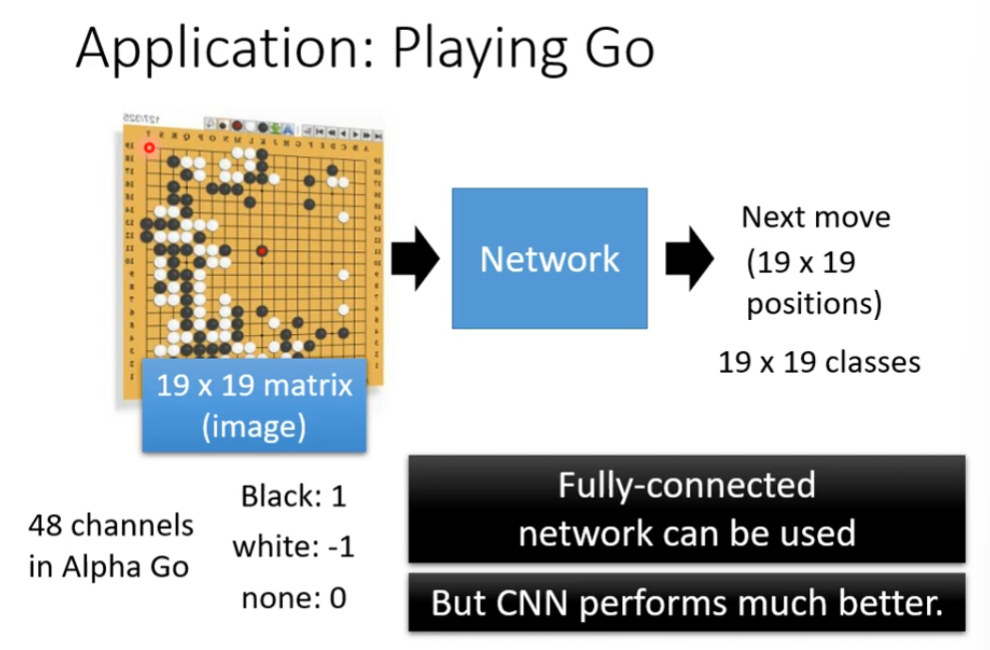 Application: Playing Go
19 x 19 matrix
(image)
Network
Next move
(19 x 19
positions)
19 x 19 classes
48 channels
in Alpha Go
Black: 1
white: -1
none: 0
Fully-connected
network can be used
But CNN performs much better.